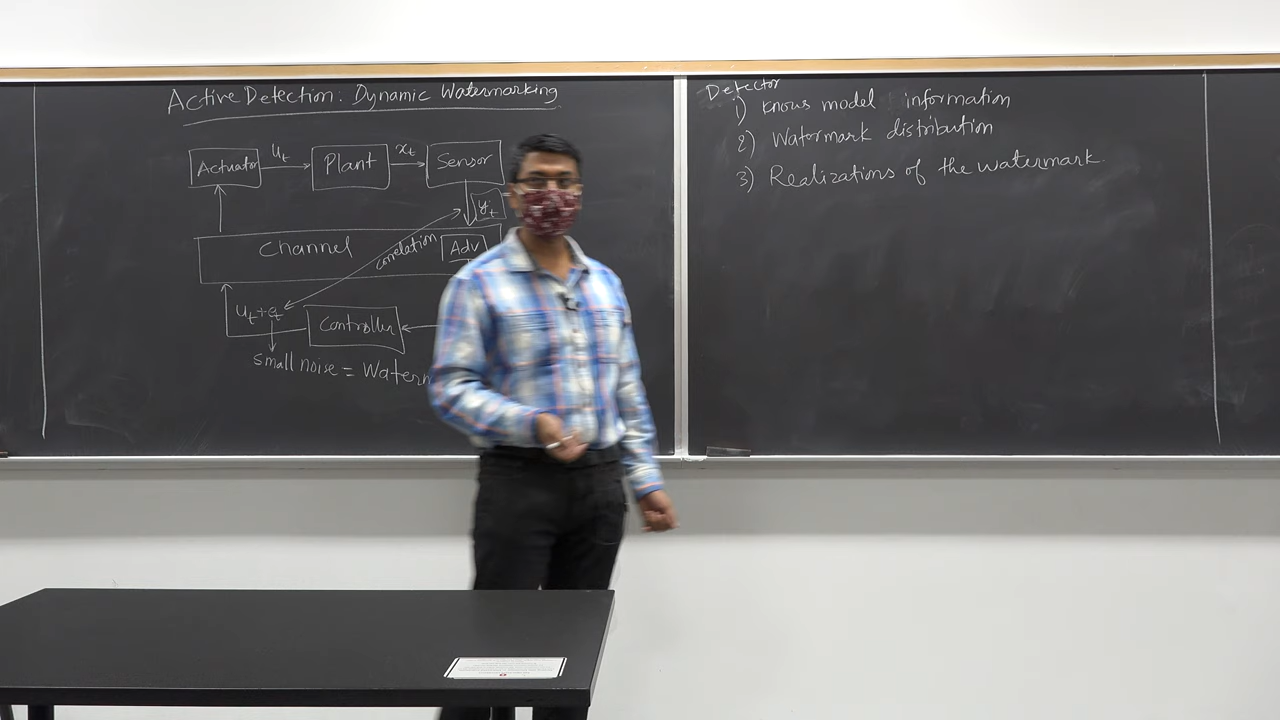 Active Detection: Dynamic Watermarking
Actuator
u_t
Plant
x_t
Sensor
y_t
Channel
correlation
Adv
u_t + e_t
Controller
small noise = Waterm
Detector
1) Knows model information
2) Watermark distribution
3) Realizations of the watermark.